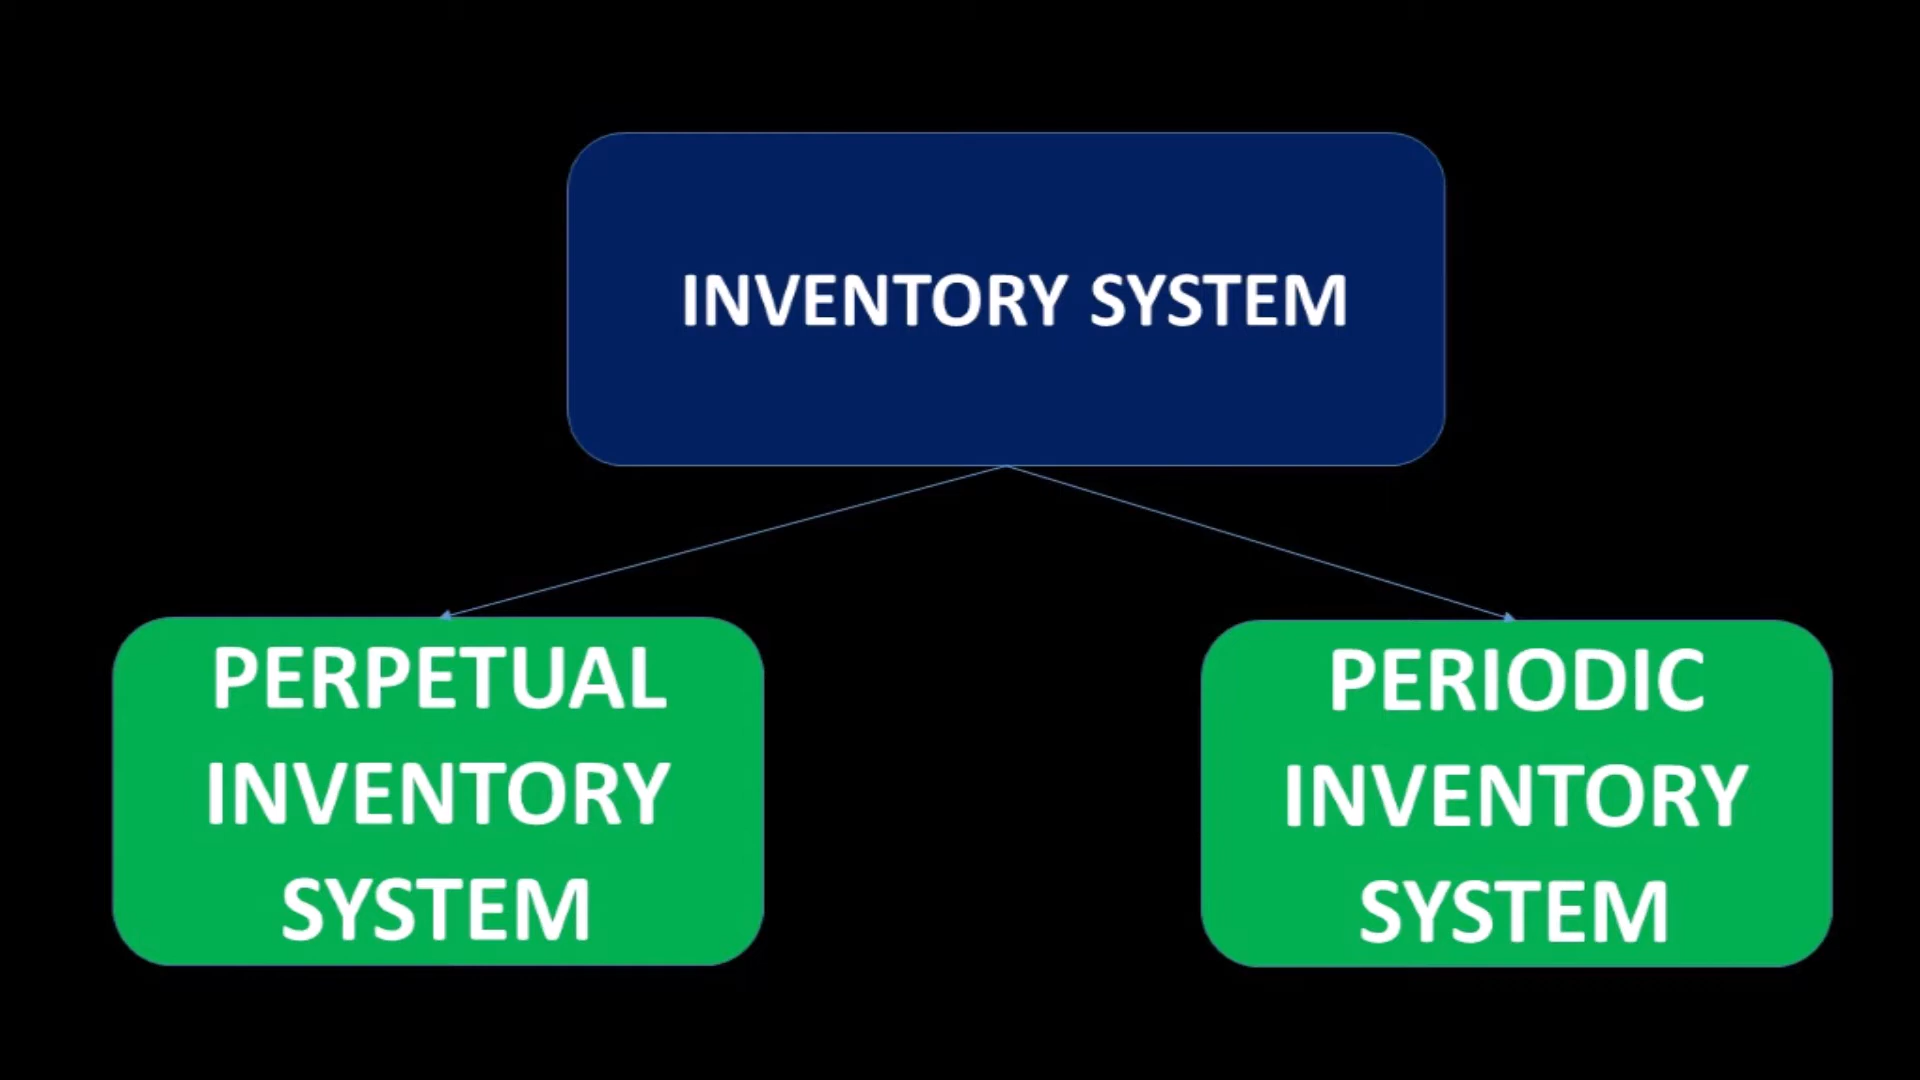 INVENTORY SYSTEM
PERPETUAL
INVENTORY
SYSTEM
PERIODIC
INVENTORY
SYSTEM